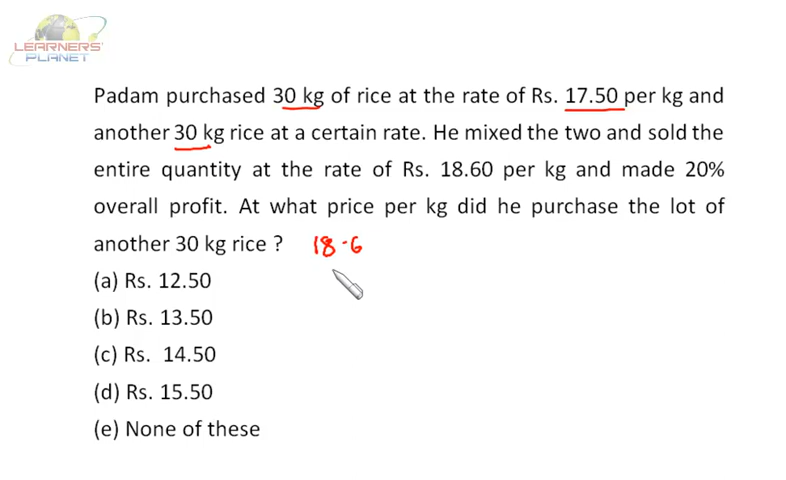 LEARNERS'
PLANET
Padam purchased 30 kg of rice at the rate of Rs. 17.50 per kg and
another 30 kg rice at a certain rate. He mixed the two and sold the
entire quantity at the rate of Rs. 18.60 per kg and made 20%
overall profit. At what price per kg did he purchase the lot of
another 30 kg rice ? 18.6
(a) Rs. 12.50
(b) Rs. 13.50
(c) Rs. 14.50
(d) Rs. 15.50
(e) None of these